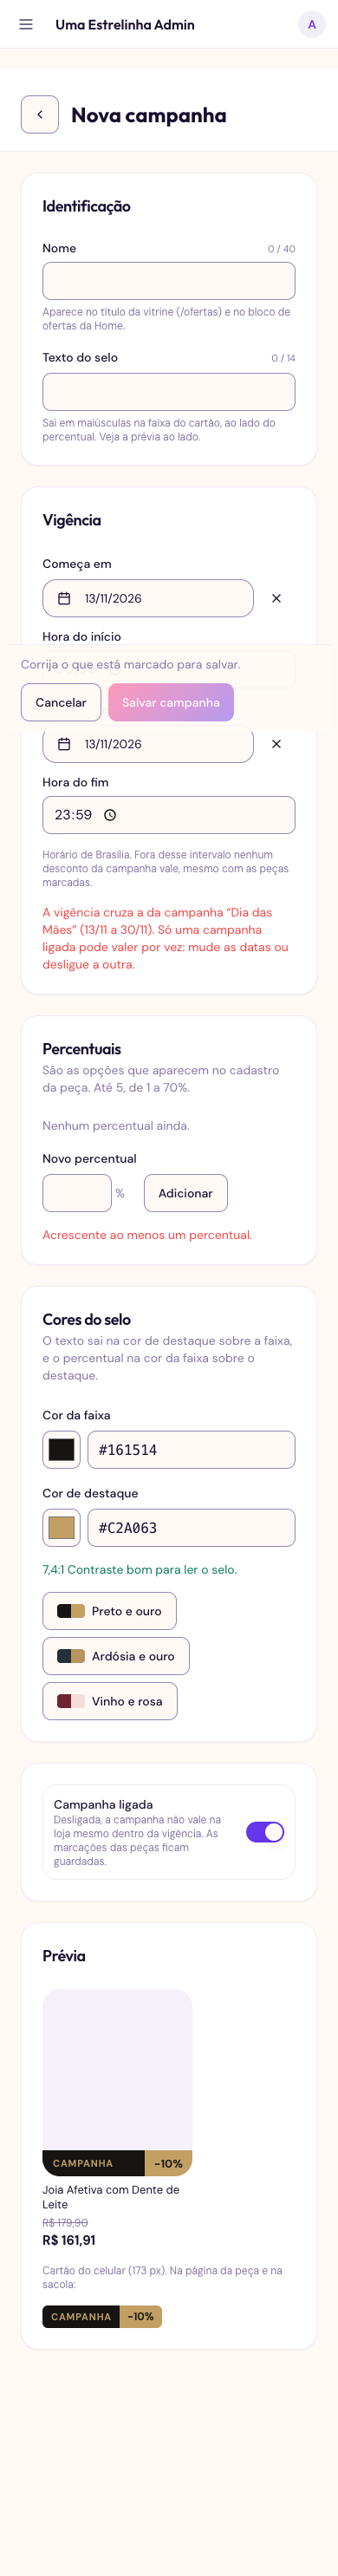 Uma Estrelinha Admin
A
Nova campanha
Identificação
Nome
0 / 40
Aparece no título da vitrine (/ofertas) e no bloco de
ofertas da Home.
Texto do selo
0 / 14
Sai em maiúsculas na faixa do cartão, ao lado do
percentual. Veja a prévia ao lado.
Vigência
Começa em
13/11/2026
Hora do início
Corrija o que está marcado para salvar.
Cancelar
Salvar campanha
13/11/2026
Hora do fim
23:59
Horário de Brasília. Fora desse intervalo nenhum
desconto da campanha vale, mesmo com as peças
marcadas.
A vigência cruza a da campanha “Dia das
Mães” (13/11 a 30/11). Só uma campanha
ligada pode valer por vez: mude as datas ou
desligue a outra.
Percentuais
São as opções que aparecem no cadastro
da peça. Até 5, de 1 a 70%.
Nenhum percentual ainda.
Novo percentual
%
Adicionar
Acrescente ao menos um percentual.
Cores do selo
O texto sai na cor de destaque sobre a faixa,
e o percentual na cor da faixa sobre o
destaque.
Cor da faixa
#161514
Cor de destaque
#C2A063
7,4:1 Contraste bom para ler o selo.
Preto e ouro
Ardósia e ouro
Vinho e rosa
Campanha ligada
Desligada, a campanha não vale na
loja mesmo dentro da vigência. As
marcações das peças ficam
guardadas.
Prévia
CAMPANHA
-10%
Joia Afetiva com Dente de
Leite
R$ 179,90
R$ 161,91
Cartão do celular (173 px). Na página da peça e na
sacola:
CAMPANHA
-10%